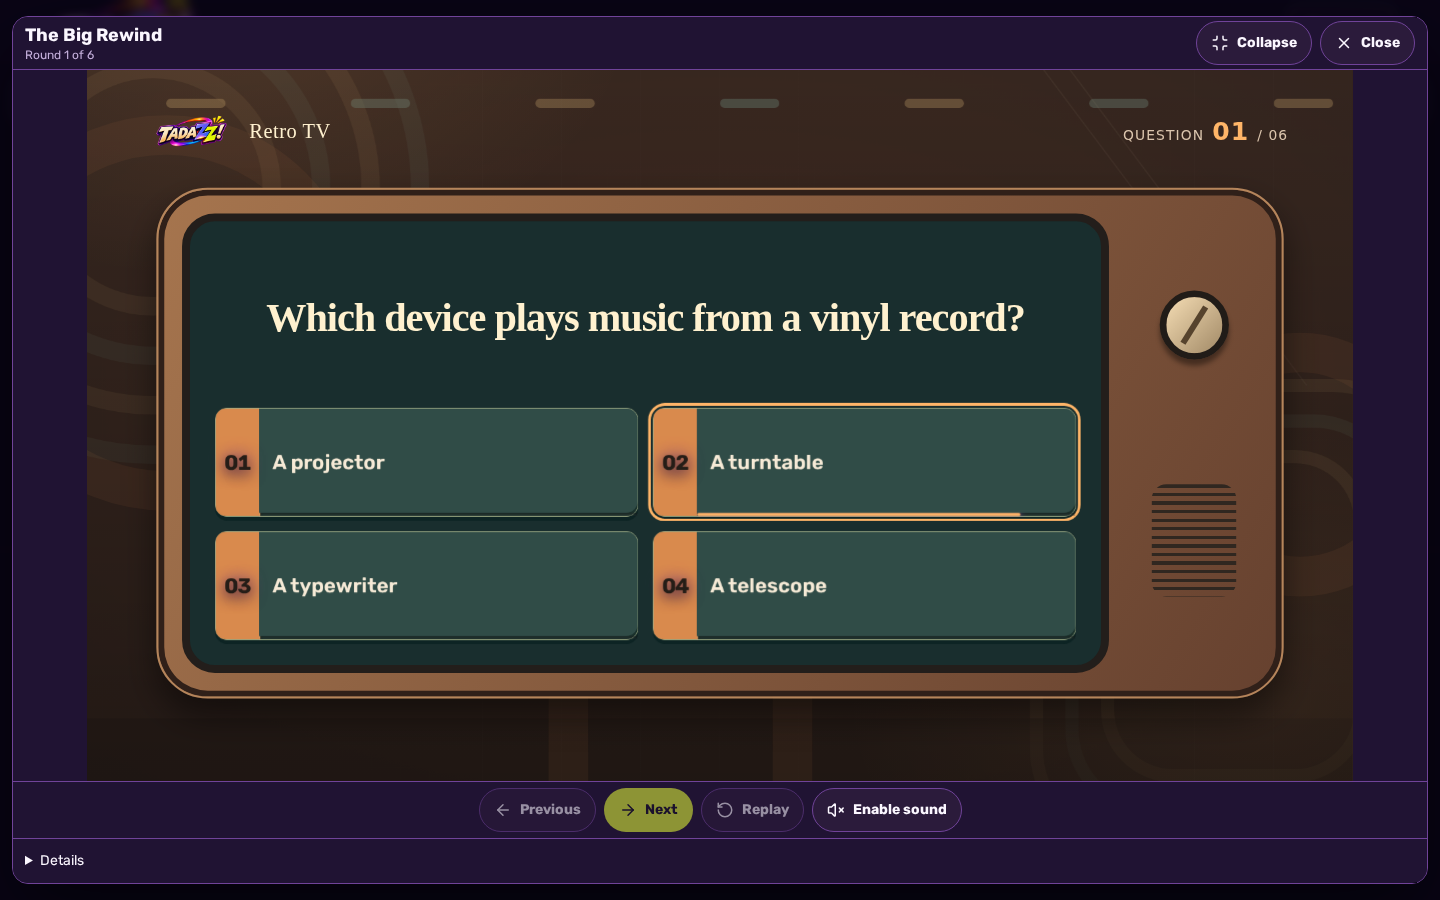 The Big Rewind
Round 1 of 6
Collapse
Close
TADAZZ!
Retro TV
QUESTION 01 / 06
Which device plays music from a vinyl record?
01 A projector
02 A turntable
03 A typewriter
04 A telescope
Previous
Next
Replay
Enable sound
Details